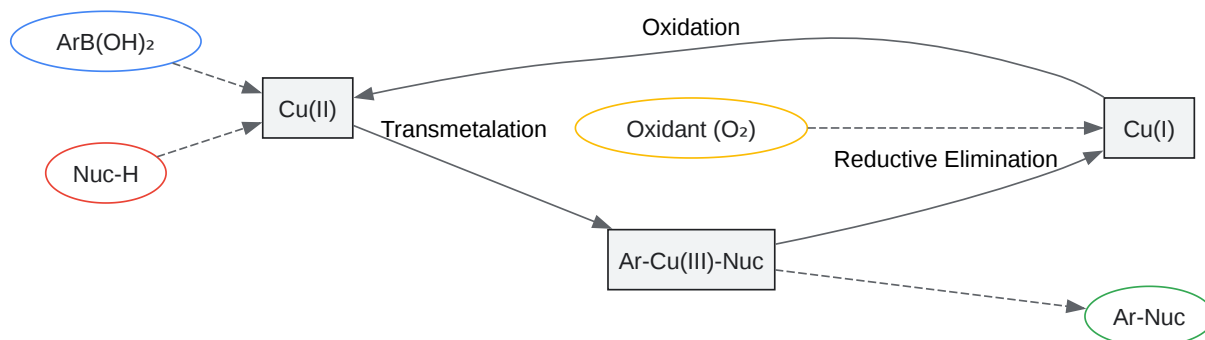 Oxidation
ArB(OH)₂
Cu(II)
Transmetalation
Oxidant (O₂)
Cu(I)
Nuc-H
Reductive Elimination
Ar-Cu(III)-Nuc
Ar-Nuc